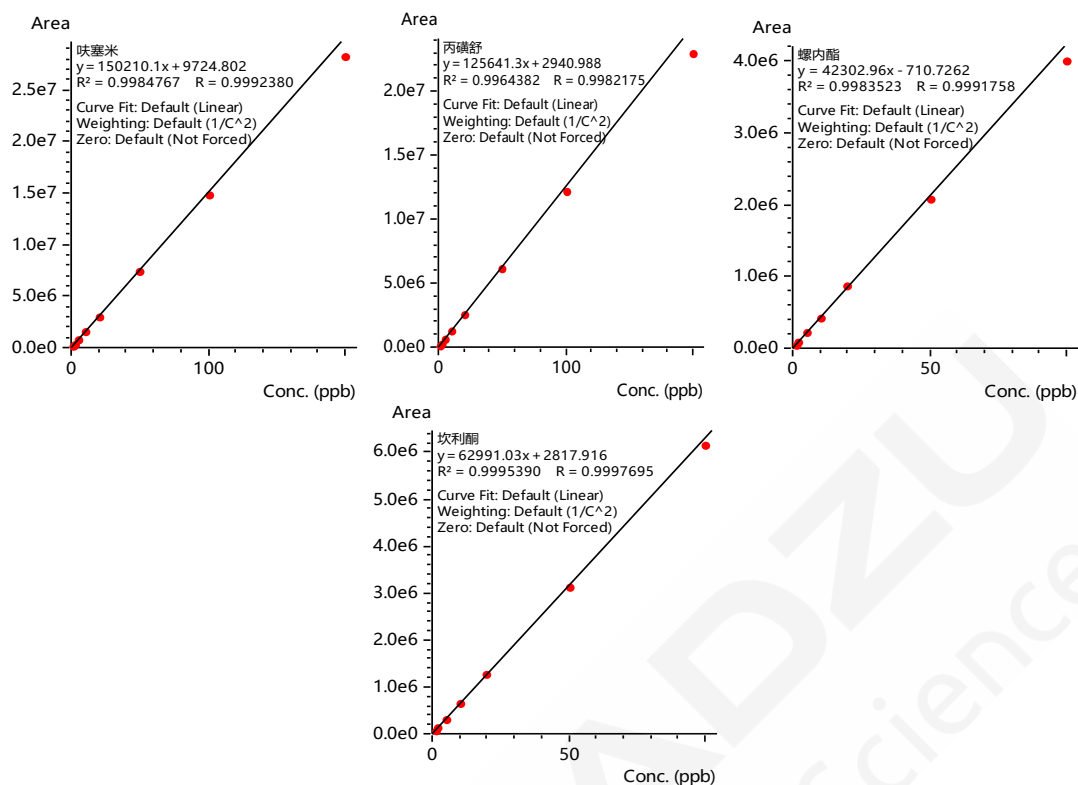 Area
呋塞米
y = 150210.1x + 9724.802
R² = 0.9984767 R = 0.9992380
Curve Fit: Default (Linear)
Weighting: Default (1/C^2)
Zero: Default (Not Forced)
2.5e7
2.0e7
1.5e7
1.0e7
5.0e6
0.0e0
0
100
Conc. (ppb)
Area
丙磺舒
y = 125641.3x + 2940.988
R² = 0.9964382 R = 0.9982175
Curve Fit: Default (Linear)
Weighting: Default (1/C^2)
Zero: Default (Not Forced)
2.0e7
1.5e7
1.0e7
5.0e6
0.0e0
0
100
Conc. (ppb)
Area
螺内酯
y = 42302.96x - 710.7262
R² = 0.9983523 R = 0.9991758
Curve Fit: Default (Linear)
Weighting: Default (1/C^2)
Zero: Default (Not Forced)
4.0e6
3.0e6
2.0e6
1.0e6
0.0e0
0
50
Conc. (ppb)
Area
坎利酮
y = 62991.03x + 2817.916
R² = 0.9995390 R = 0.9997695
Curve Fit: Default (Linear)
Weighting: Default (1/C^2)
Zero: Default (Not Forced)
6.0e6
5.0e6
4.0e6
3.0e6
2.0e6
1.0e6
0.0e0
0
50
Conc. (ppb)
ADZU
Science